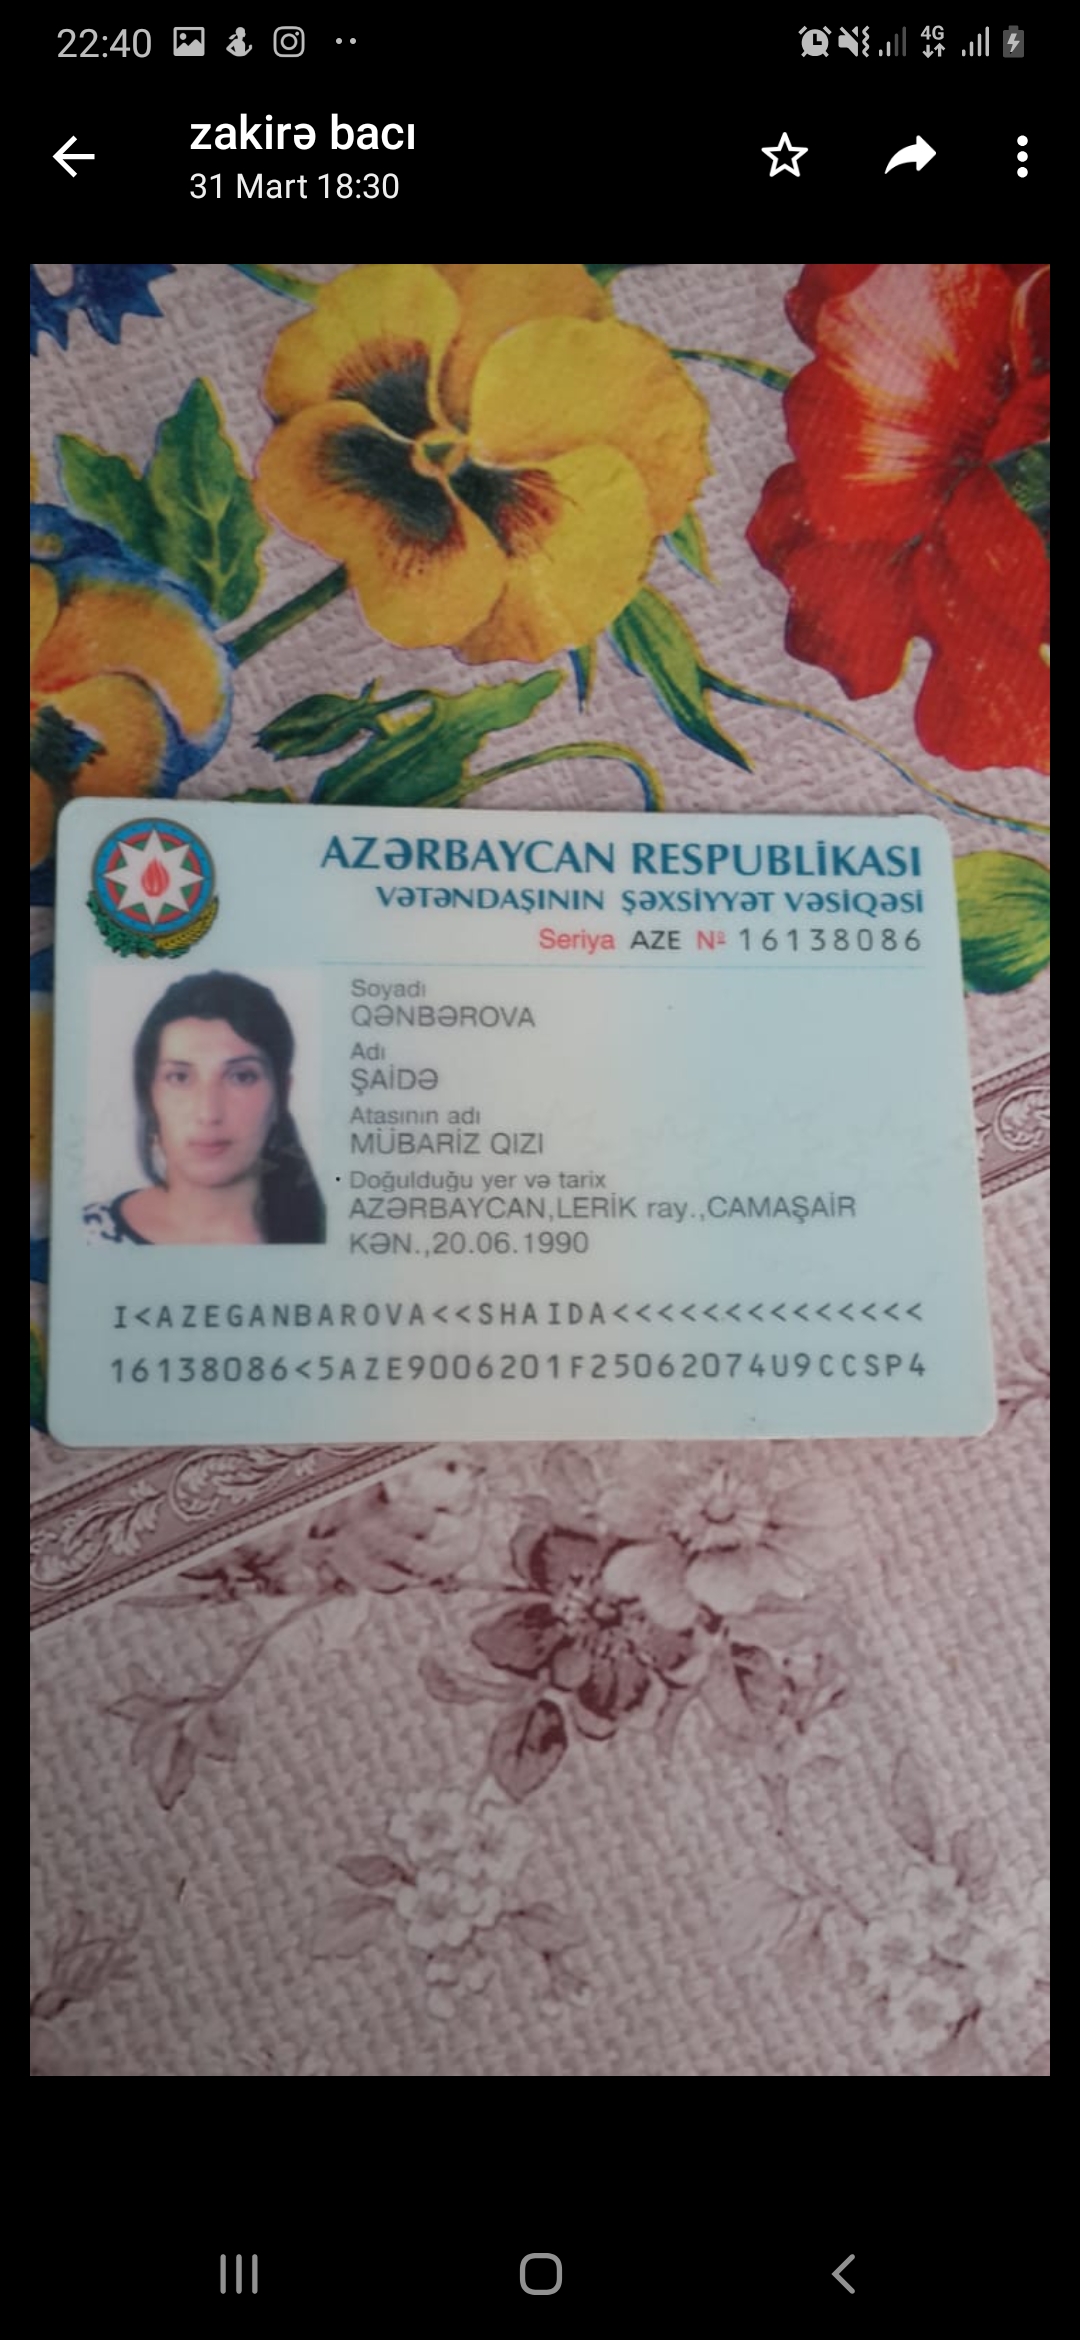 22:40
4G
zakirə bacı
31 Mart 18:30
AZƏRBAYCAN RESPUBLİKASI
VƏTƏNDAŞININ ŞƏXSİYYƏT VƏSİQƏSİ
Seriya AZE № 16138086
Soyadı
QƏNBƏROVA
Adı
ŞAİDƏ
Atasının adı
MÜBARİZ QIZI
Doğulduğu yer və tarix
AZƏRBAYCAN,LERİK ray.,CAMAŞAİR
KƏN.,20.06.1990
I<AZEGANBAROVA<<SHAIDA<<<<<<<<<<<<<<
16138086<5AZE9006201F25062074U9CCSP4